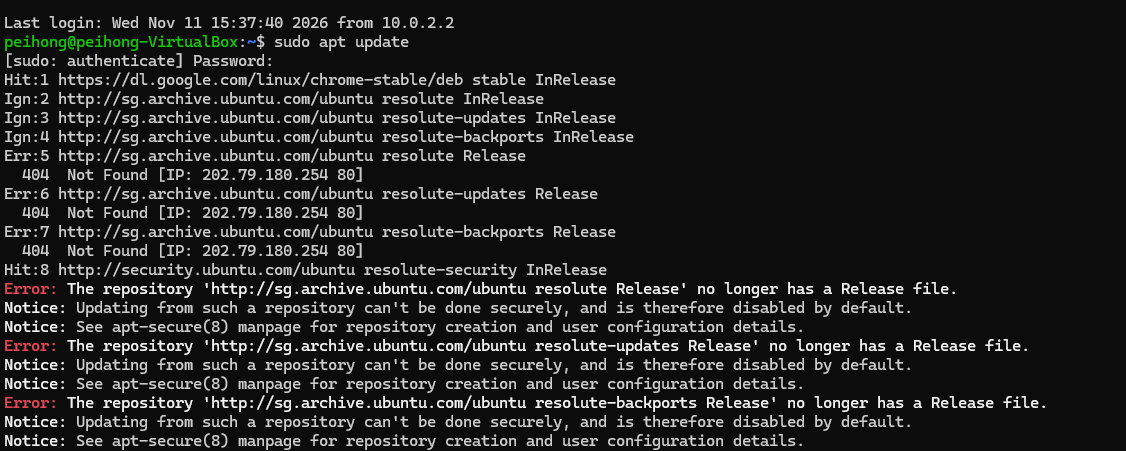 Last login: Wed Nov 11 15:37:40 2026 from 10.0.2.2
peihong@peihong-VirtualBox:~$ sudo apt update
[sudo: authenticate] Password:
Hit:1 https://dl.google.com/linux/chrome-stable/deb stable InRelease
Ign:2 http://sg.archive.ubuntu.com/ubuntu resolute InRelease
Ign:3 http://sg.archive.ubuntu.com/ubuntu resolute-updates InRelease
Ign:4 http://sg.archive.ubuntu.com/ubuntu resolute-backports InRelease
Err:5 http://sg.archive.ubuntu.com/ubuntu resolute Release
  404  Not Found [IP: 202.79.180.254 80]
Err:6 http://sg.archive.ubuntu.com/ubuntu resolute-updates Release
  404  Not Found [IP: 202.79.180.254 80]
Err:7 http://sg.archive.ubuntu.com/ubuntu resolute-backports Release
  404  Not Found [IP: 202.79.180.254 80]
Hit:8 http://security.ubuntu.com/ubuntu resolute-security InRelease
Error: The repository 'http://sg.archive.ubuntu.com/ubuntu resolute Release' no longer has a Release file.
Notice: Updating from such a repository can't be done securely, and is therefore disabled by default.
Notice: See apt-secure(8) manpage for repository creation and user configuration details.
Error: The repository 'http://sg.archive.ubuntu.com/ubuntu resolute-updates Release' no longer has a Release file.
Notice: Updating from such a repository can't be done securely, and is therefore disabled by default.
Notice: See apt-secure(8) manpage for repository creation and user configuration details.
Error: The repository 'http://sg.archive.ubuntu.com/ubuntu resolute-backports Release' no longer has a Release file.
Notice: Updating from such a repository can't be done securely, and is therefore disabled by default.
Notice: See apt-secure(8) manpage for repository creation and user configuration details.